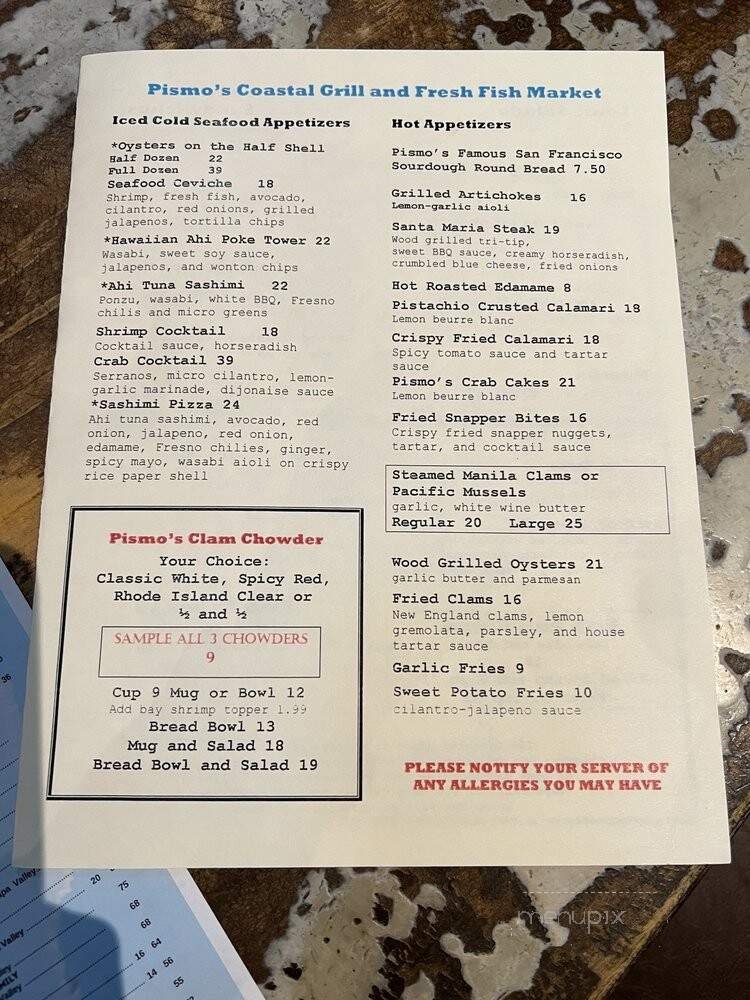 Pismo's Coastal Grill and Fresh Fish Market
Iced Cold Seafood Appetizers
*Oysters on the Half Shell
Half Dozen 22
Full Dozen 39
Seafood Ceviche 18
Shrimp, fresh fish, avocado,
cilantro, red onions, grilled
jalapenos, tortilla chips
*Hawaiian Ahi Poke Tower 22
Wasabi, sweet soy sauce,
jalapenos, and wonton chips
*Ahi Tuna Sashimi 22
Ponzu, wasabi, white BBQ, Fresno
chilis and micro greens
Shrimp Cocktail 18
Cocktail sauce, horseradish
Crab Cocktail 39
Serranos, micro cilantro, lemon-
garlic marinade, dijonaise sauce
*Sashimi Pizza 24
Ahi tuna sashimi, avocado, red
onion, jalapeno, red onion,
edamame, Fresno chilies, ginger,
spicy mayo, wasabi aioli on crispy
rice paper shell
Pismo's Clam Chowder
Your Choice:
Classic White, Spicy Red,
Rhode Island Clear or
½ and ½
SAMPLE ALL 3 CHOWDERS
9
Cup 9 Mug or Bowl 12
Add bay shrimp topper 1.99
Bread Bowl 13
Mug and Salad 18
Bread Bowl and Salad 19
Hot Appetizers
Pismo's Famous San Francisco
Sourdough Round Bread 7.50
Grilled Artichokes 16
Lemon-garlic aioli
Santa Maria Steak 19
Wood grilled tri-tip,
sweet BBQ sauce, creamy horseradish,
crumbled blue cheese, fried onions
Hot Roasted Edamame 8
Pistachio Crusted Calamari 18
Lemon beurre blanc
Crispy Fried Calamari 18
Spicy tomato sauce and tartar
sauce
Pismo's Crab Cakes 21
Lemon beurre blanc
Fried Snapper Bites 16
Crispy fried snapper nuggets,
tartar, and cocktail sauce
Steamed Manila Clams or
Pacific Mussels
garlic, white wine butter
Regular 20 Large 25
Wood Grilled Oysters 21
garlic butter and parmesan
Fried Clams 16
New England clams, lemon
gremolata, parsley, and house
tartar sauce
Garlic Fries 9
Sweet Potato Fries 10
cilantro-jalapeno sauce
PLEASE NOTIFY YOUR SERVER OF
ANY ALLERGIES YOU MAY HAVE
36
Valley
20
75
68
68
Valley
16 64
14 56
55
menupix